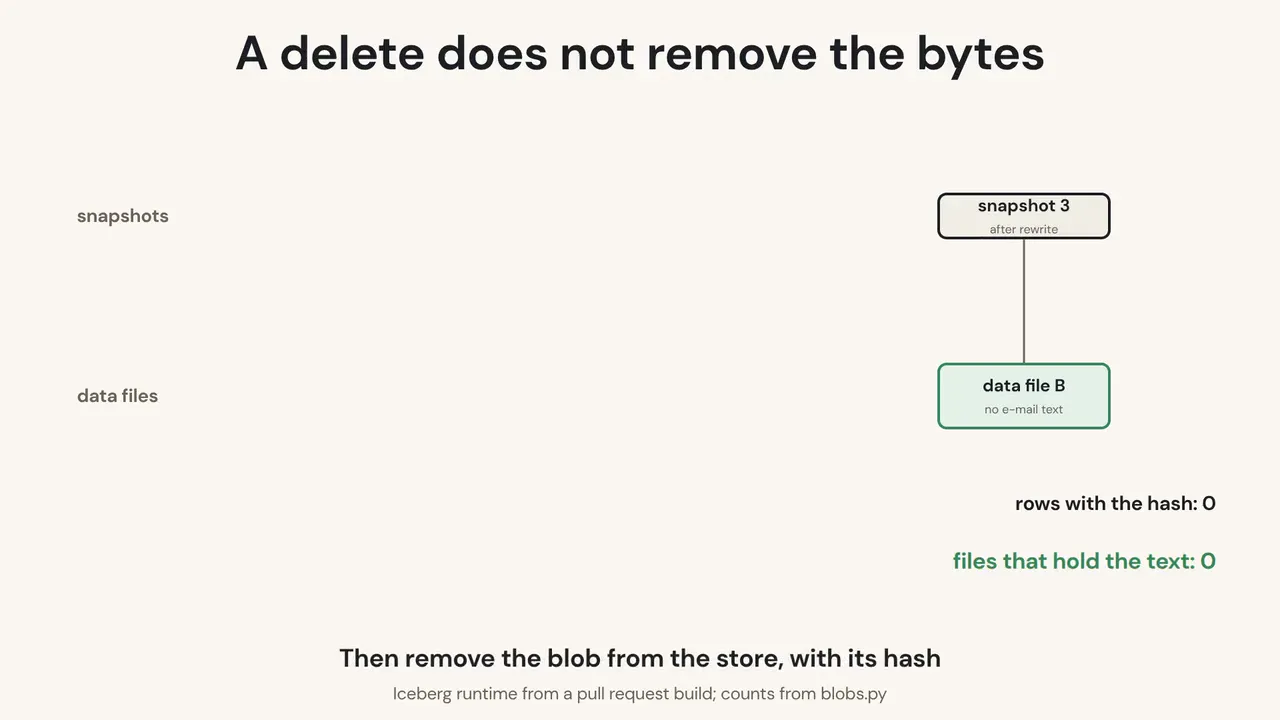 A delete does not remove the bytes
snapshots
snapshot 3
after rewrite
data files
data file B
no e-mail text
rows with the hash: 0
files that hold the text: 0
Then remove the blob from the store, with its hash
Iceberg runtime from a pull request build; counts from blobs.py